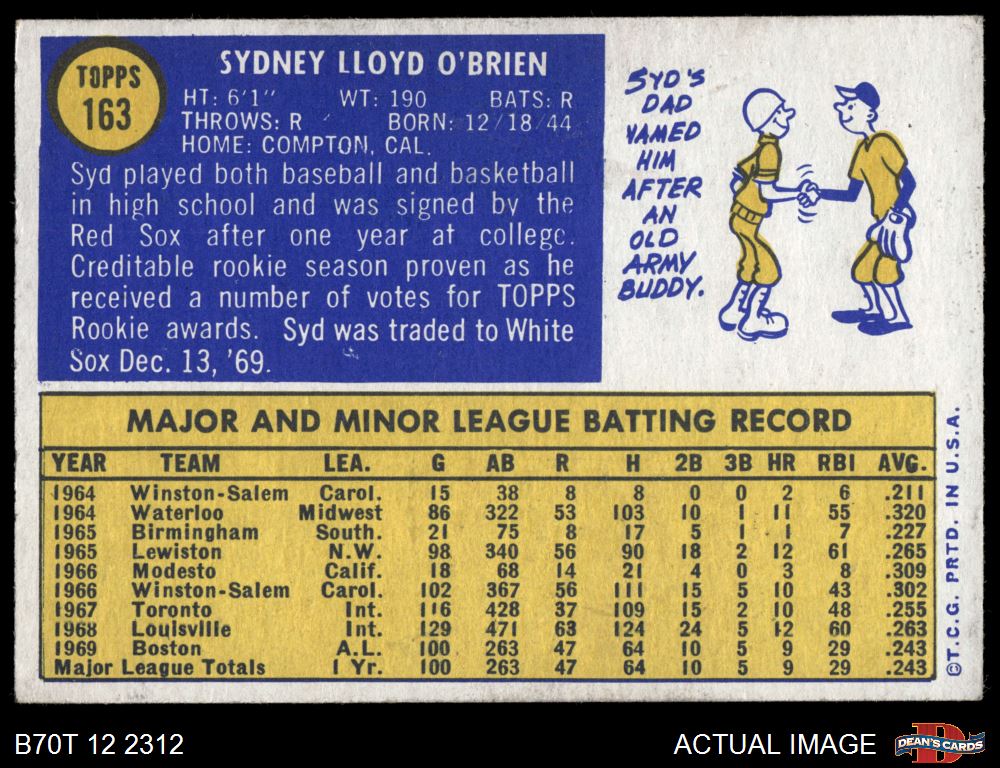 TOPPS
163
SYDNEY LLOYD O'BRIEN
HT: 6'1" WT: 190 BATS: R
THROWS: R BORN: 12/18/44
HOME: COMPTON, CAL.
Syd played both baseball and basketball
in high school and was signed by the
Red Sox after one year at college.
Creditable rookie season proven as he
received a number of votes for TOPPS
Rookie awards. Syd was traded to White
Sox Dec. 13, '69.
SYD'S
DAD
NAMED
HIM
AFTER
AN
OLD
ARMY
BUDDY.
MAJOR AND MINOR LEAGUE BATTING RECORD
YEAR TEAM LEA. G AB R H 2B 3B HR RBI AVG.
1964 Winston-Salem Carol. 15 38 8 8 0 0 2 6 .211
1964 Waterloo Midwest 86 322 53 103 10 1 11 55 .320
1965 Birmingham South. 21 75 8 17 5 1 1 7 .227
1965 Lewiston N.W. 98 340 56 90 18 2 12 61 .265
1966 Modesto Calif. 18 68 14 21 4 0 3 8 .309
1966 Winston-Salem Carol. 102 367 56 111 15 5 10 43 .302
1967 Toronto Int. 116 428 37 109 15 2 10 48 .255
1968 Louisville Int. 129 471 63 124 24 5 12 60 .263
1969 Boston A.L. 100 263 47 64 10 5 9 29 .243
Major League Totals 1 Yr. 100 263 47 64 10 5 9 29 .243
©T.C.G. PRTD. IN U.S.A.
B70T 12 2312
ACTUAL IMAGE
D
DEAN'S CARDS